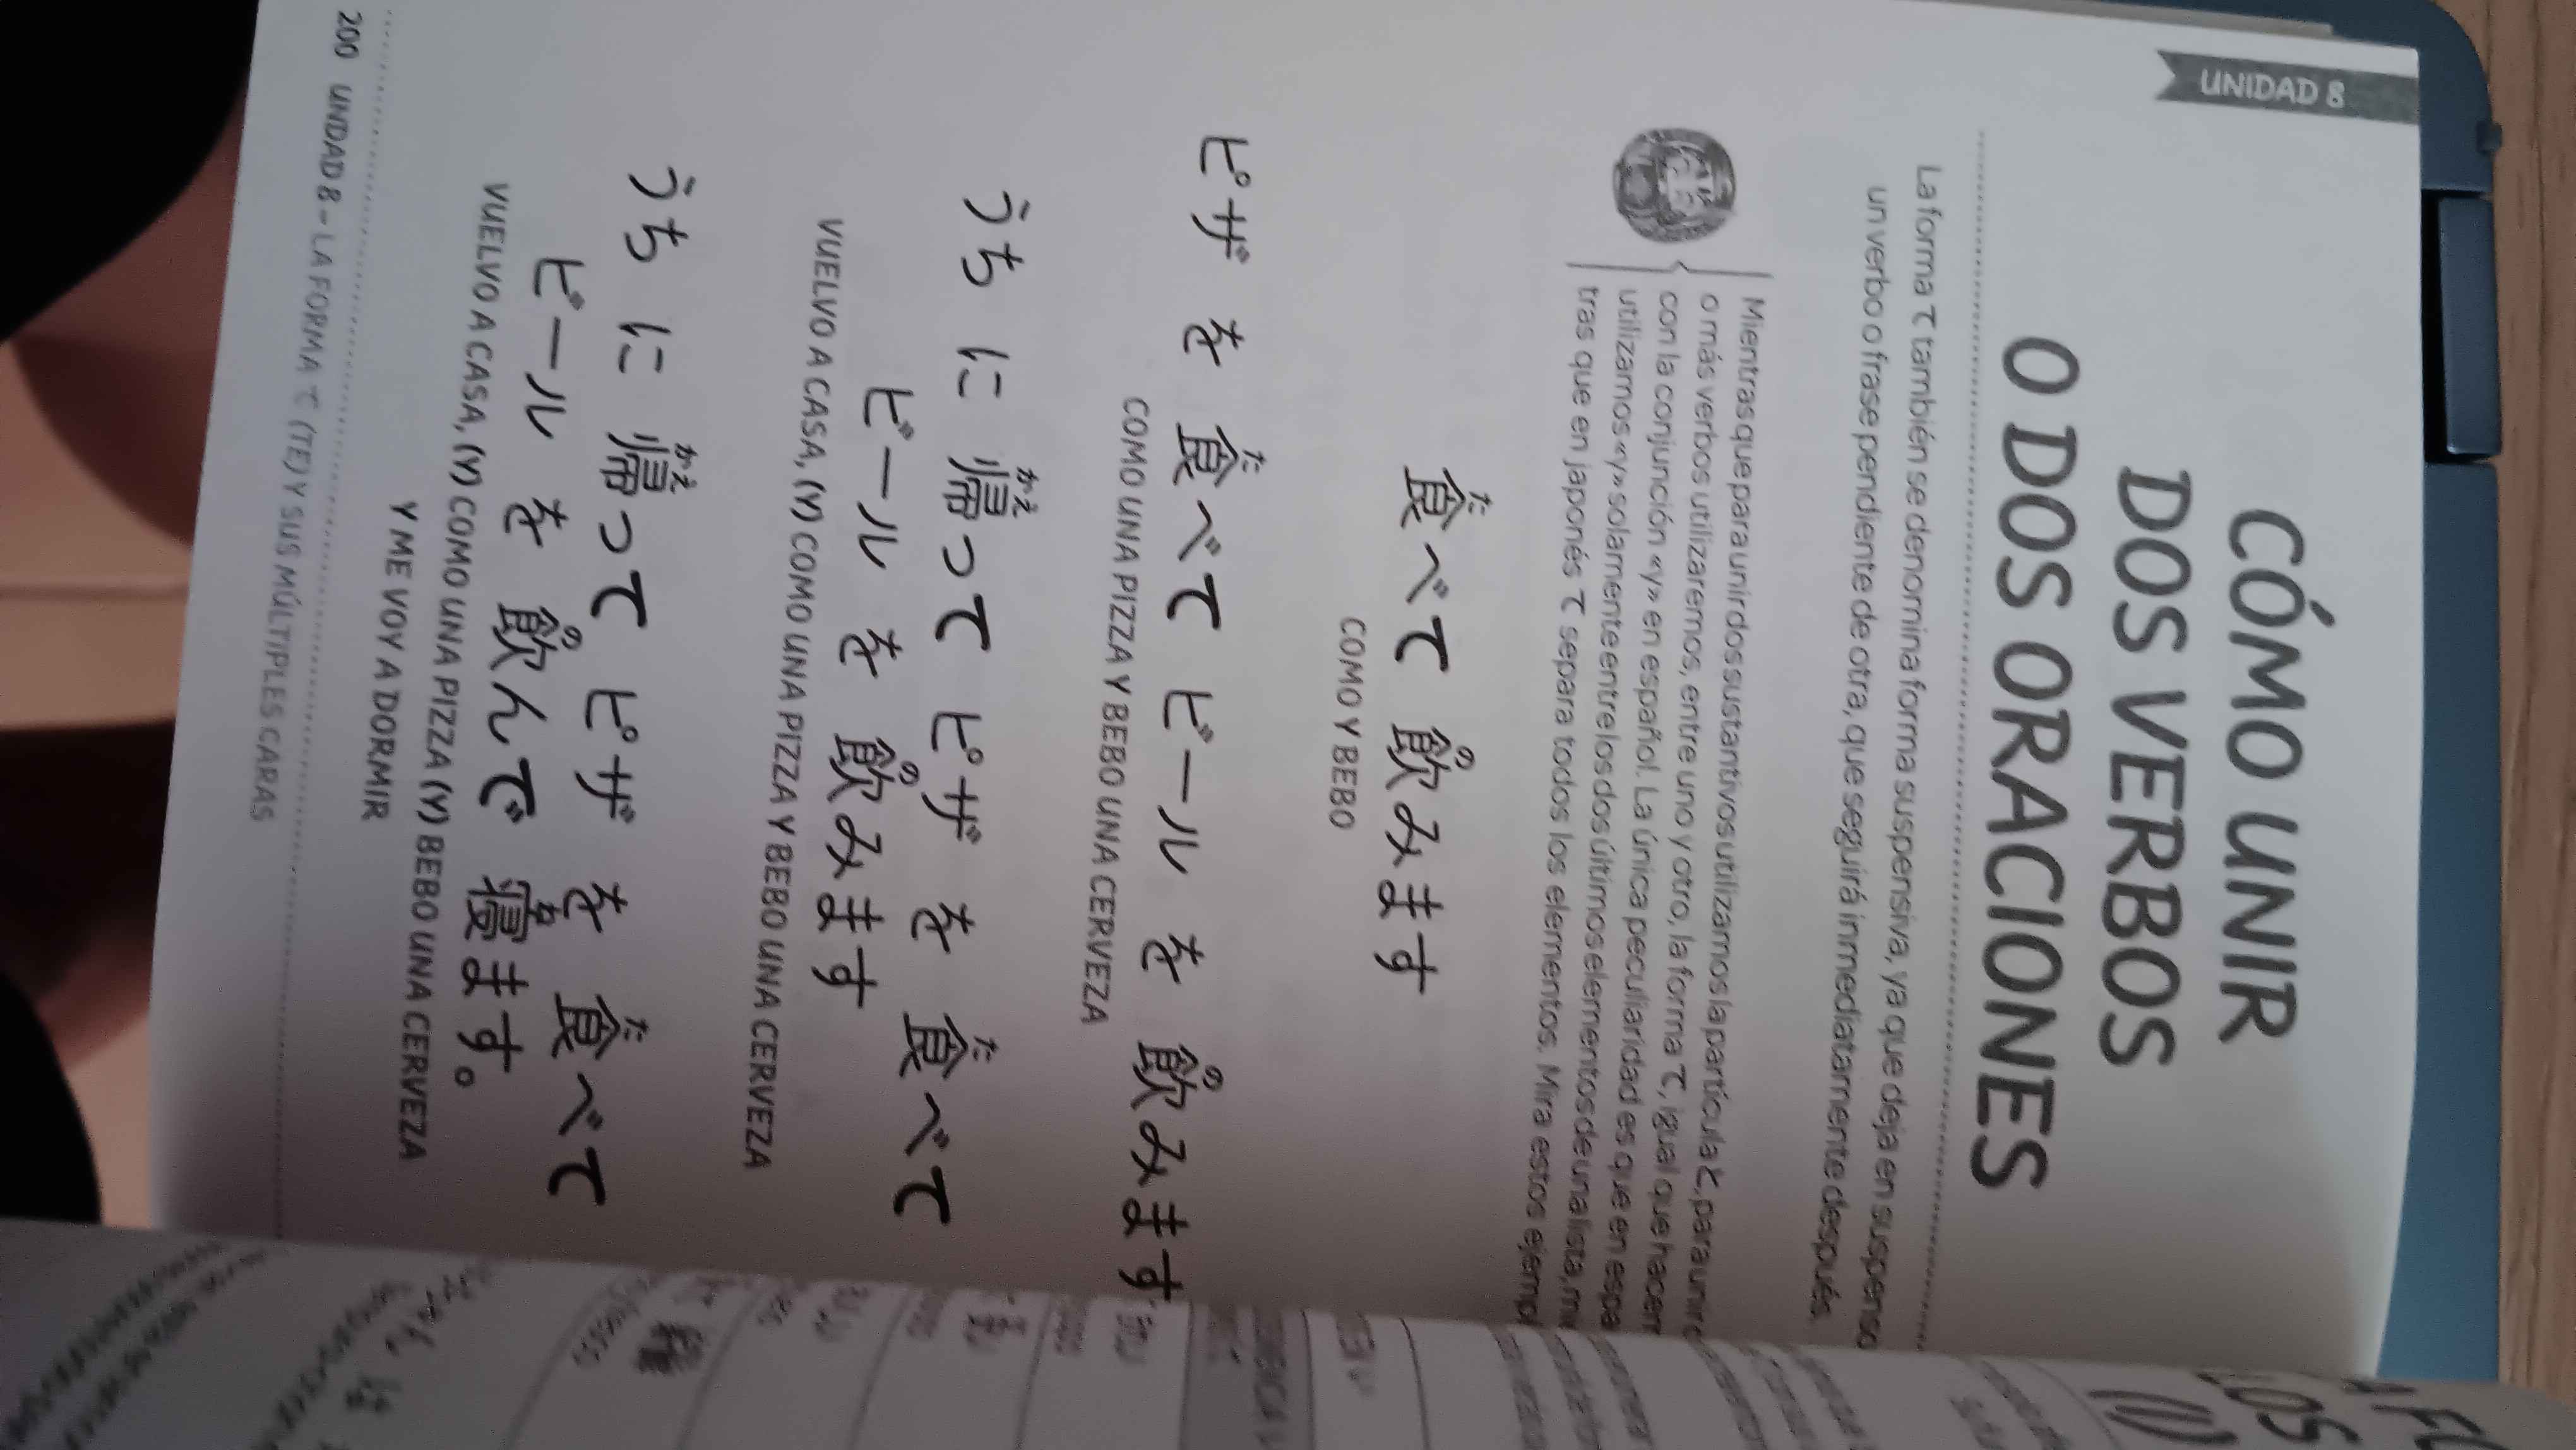 UNIDAD 8
CÓMO UNIR
DOS VERBOS
O DOS ORACIONES
La forma て también se denomina forma suspensiva, ya que deja en suspenso
un verbo o frase pendiente de otra, que seguirá inmediatamente después.
Mientras que para unir dos sustantivos utilizamos la partícula と, para unir
o más verbos utilizaremos, entre uno y otro, la forma て, igual que hacem
con la conjunción «y» en español. La única peculiaridad es que en espa
utilizamos «y» solamente entre los dos últimos elementos de una lista, mi
tras que en japonés て separa todos los elementos. Mira estos ejempl
食べて 飲みます
COMO Y BEBO
ピザ を 食べて ビール を 飲みます
COMO UNA PIZZA Y BEBO UNA CERVEZA
うち に 帰って ピザ を 食べて
ビール を 飲みます
VUELVO A CASA, (Y) COMO UNA PIZZA Y BEBO UNA CERVEZA
うち に 帰って ピザ を 食べて
ビール を 飲んで 寝ます。
VUELVO A CASA, (Y) COMO UNA PIZZA (Y) BEBO UNA CERVEZA
Y ME VOY A DORMIR
200 UNDAD 8 – LA FORMA て (TE) Y SUS MÚLTIPLES CARAS